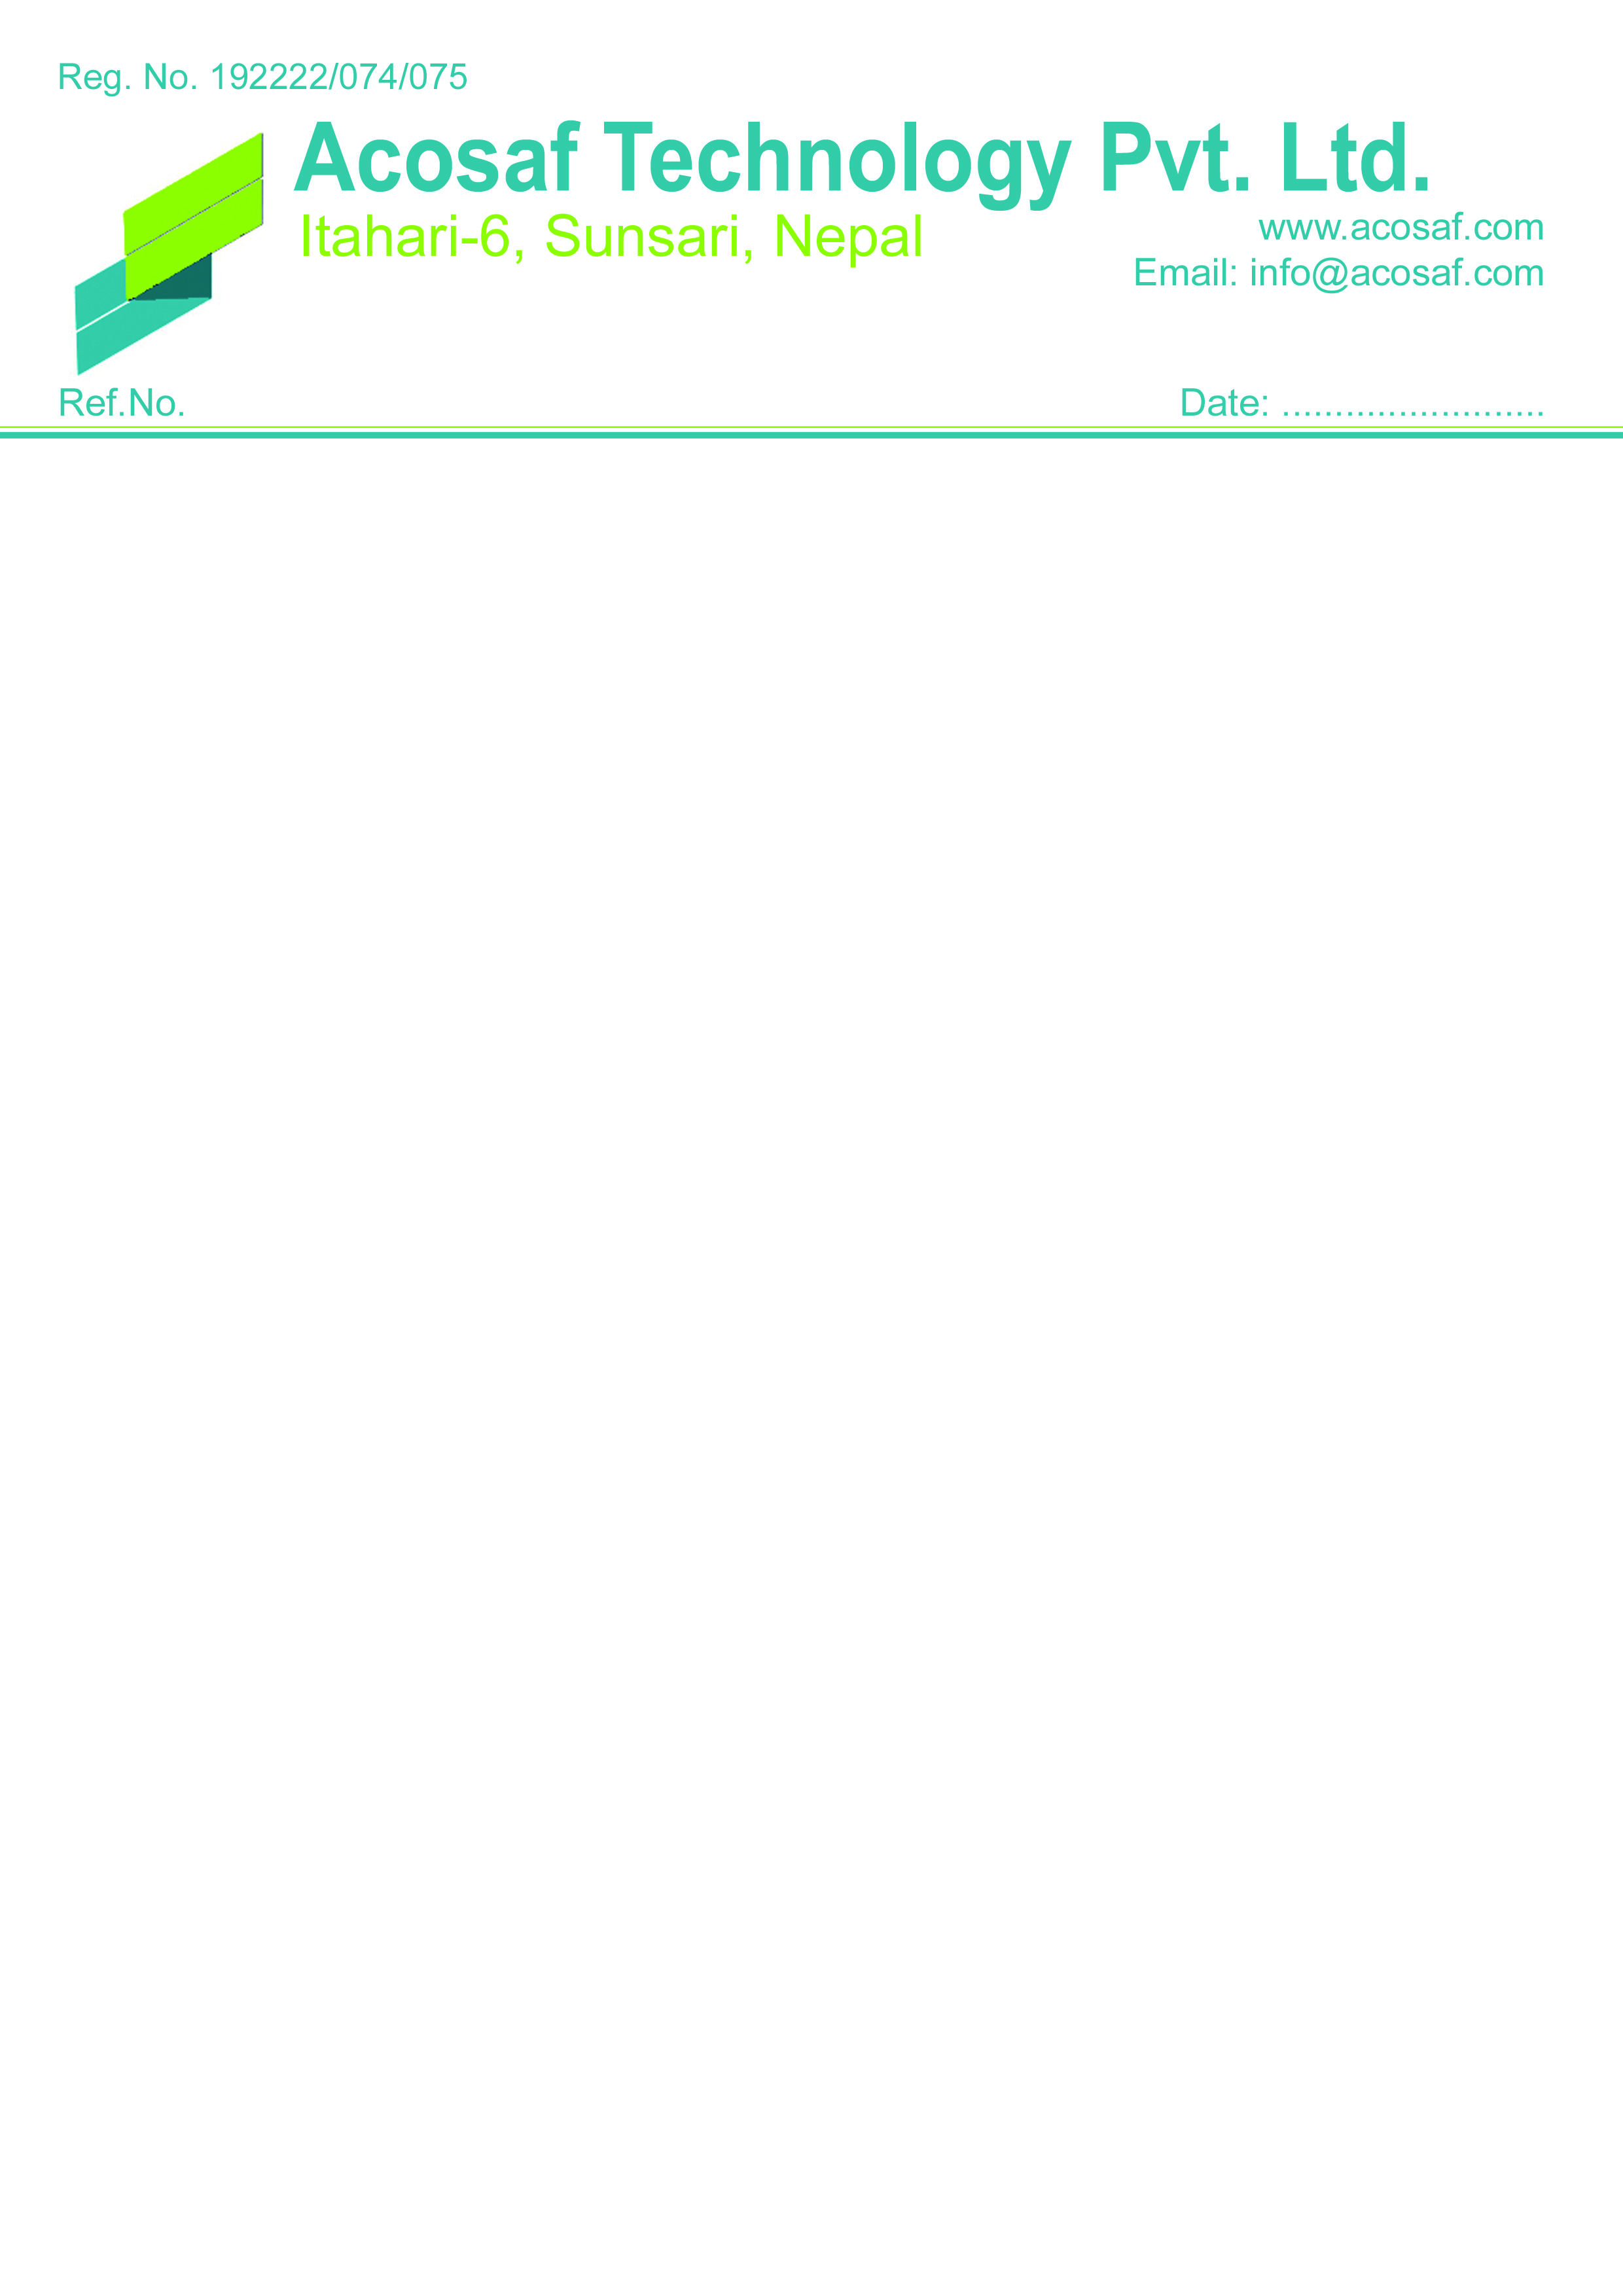 Reg. No. 192222/074/075
Acosaf Technology Pvt. Ltd.
Itahari-6, Sunsari, Nepal
www.acosaf.com
Email: info@acosaf.com
Ref.No.
Date: .........................